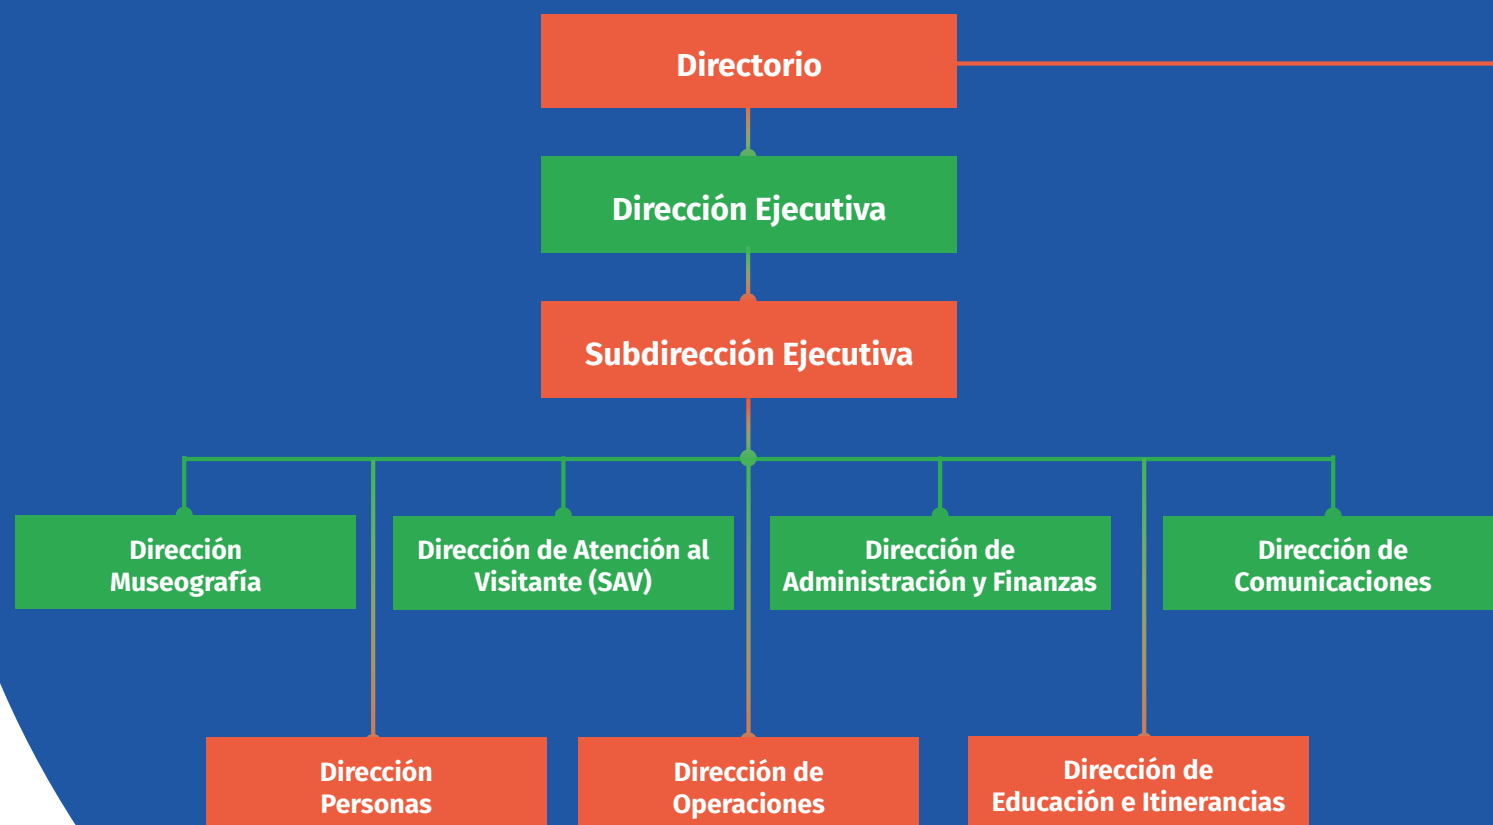 Directorio
Dirección Ejecutiva
Subdirección Ejecutiva
Dirección
Museografía
Dirección de Atención al
Visitante (SAV)
Dirección de
Administración y Finanzas
Dirección de
Comunicaciones
Dirección
Personas
Dirección de
Operaciones
Dirección de
Educación e Itinerancias